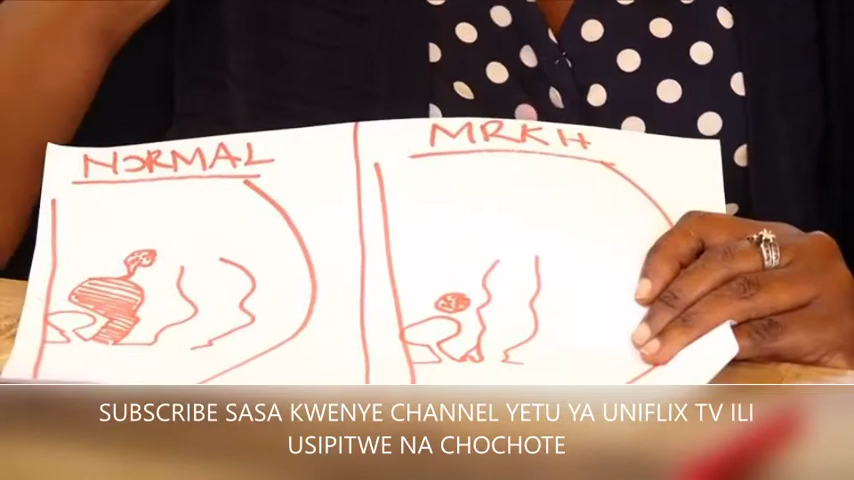 NORMAL
MRKH
SUBSCRIBE SASA KWENYE CHANNEL YETU YA UNIFLIX TV ILI
USIPITWE NA CHOCHOTE